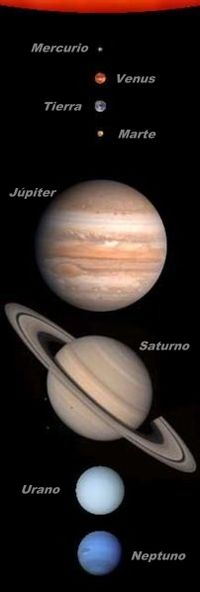 Mercurio
Venus
Tierra
Marte
Júpiter
Saturno
Urano
Neptuno